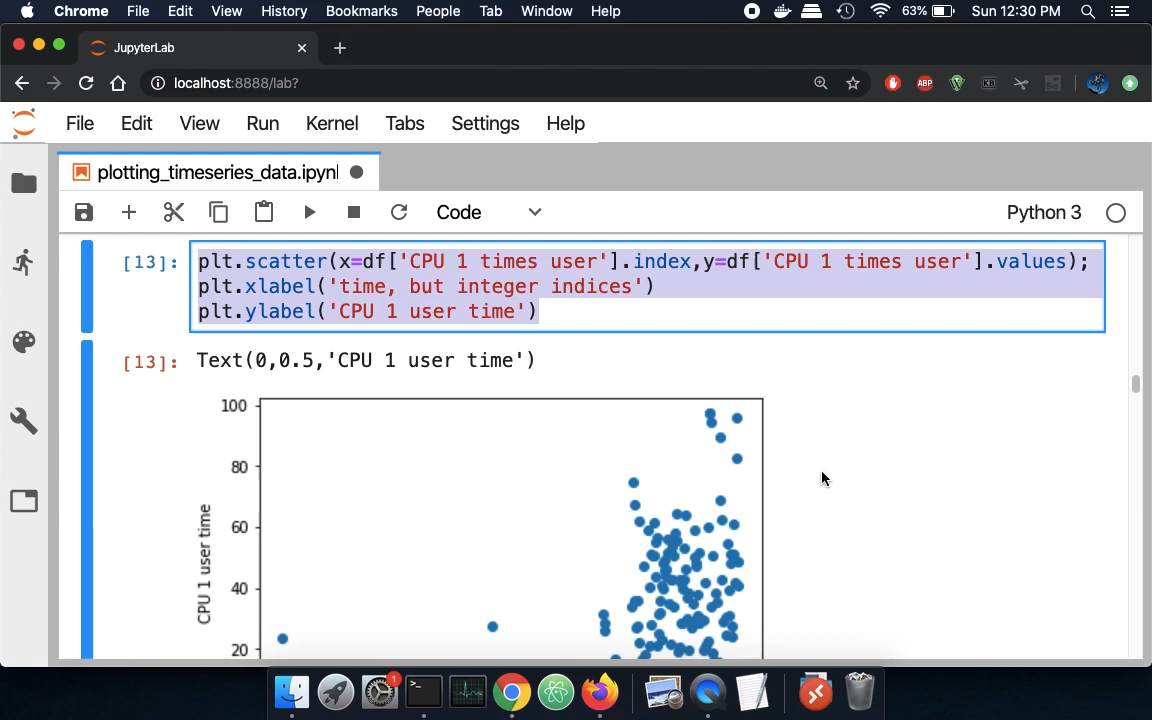 Chrome File Edit View History Bookmarks People Tab Window Help 63% Sun 12:30 PM
JupyterLab
localhost:8888/lab?
ABP
KB
File Edit View Run Kernel Tabs Settings Help
plotting_timeseries_data.ipynl
Code Python 3
[13]: plt.scatter(x=df['CPU 1 times user'].index,y=df['CPU 1 times user'].values);
plt.xlabel('time, but integer indices')
plt.ylabel('CPU 1 user time')
[13]: Text(0,0.5,'CPU 1 user time')
100
80
60
40
20
CPU 1 user time
1
>_